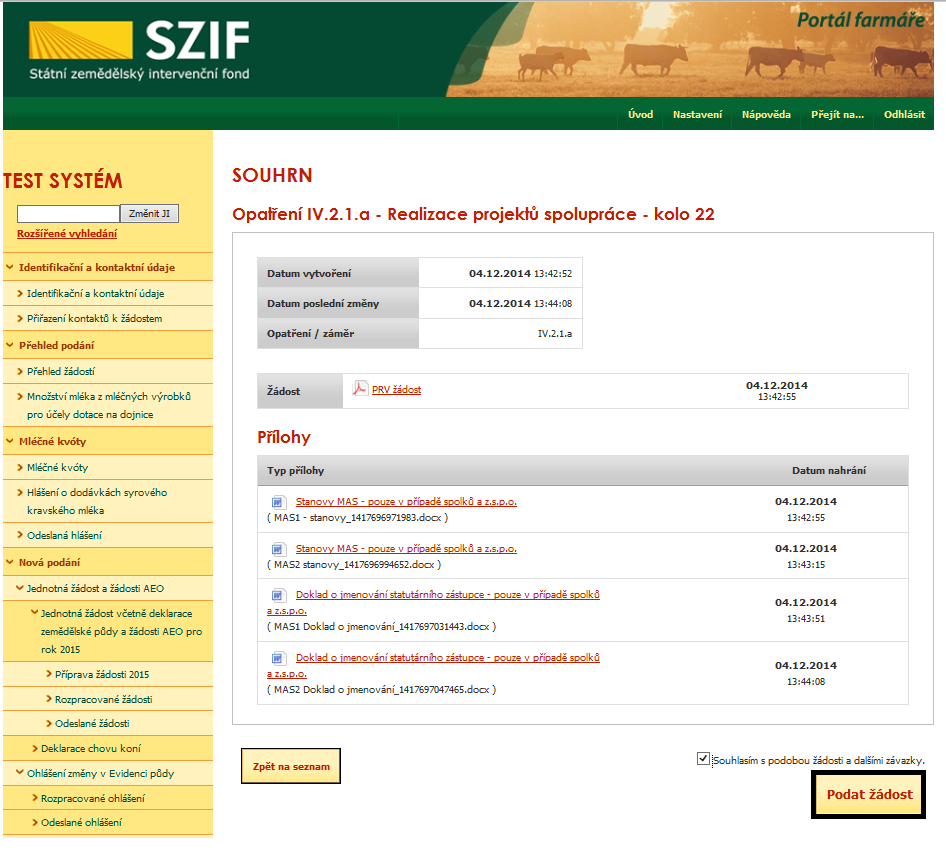 SZIF
Státní zemědělský intervenční fond
Portál farmáře
Úvod Nastavení Nápověda Přejít na... Odhlásit
TEST SYSTÉM
Změnit JI
Rozšířené vyhledání
Identifikační a kontaktní údaje
Identifikační a kontaktní údaje
Přiřazení kontaktů k žádostem
Přehled podání
Přehled žádostí
Množství mléka z mléčných výrobků
pro účely dotace na dojnice
Mléčné kvóty
Mléčné kvóty
Hlášení o dodávkách syrového
kravského mléka
Odeslaná hlášení
Nová podání
Jednotná žádost a žádosti AEO
Jednotná žádost včetně deklarace
zemědělské půdy a žádosti AEO pro
rok 2015
Příprava žádosti 2015
Rozpracované žádosti
Odeslané žádosti
Deklarace chovu koní
Ohlášení změny v Evidenci půdy
Rozpracované ohlášení
Odeslané ohlášení
SOUHRN
Opatření IV.2.1.a - Realizace projektů spolupráce - kolo 22
Datum vytvoření 04.12.2014 13:42:52
Datum poslední změny 04.12.2014 13:44:08
Opatření / záměr IV.2.1.a
Žádost PRV žádost 04.12.2014
13:42:55
Přílohy
Typ přílohy Datum nahrání
Stanovy MAS - pouze v případě spolků a z.s.p.o. 04.12.2014
( MAS1 - stanovy_1417696971983.docx ) 13:42:55
Stanovy MAS - pouze v případě spolků a z.s.p.o. 04.12.2014
( MAS2 stanovy_1417696994652.docx ) 13:43:15
Doklad o jmenování statutárního zástupce - pouze v případě spolků
a z.s.p.o. 04.12.2014
( MAS1 Doklad o jmenování_1417697031443.docx ) 13:43:51
Doklad o jmenování statutárního zástupce - pouze v případě spolků
a z.s.p.o. 04.12.2014
( MAS2 Doklad o jmenování_1417697047465.docx ) 13:44:08
Zpět na seznam
Souhlasím s podobou žádosti a dalšími závazky.
Podat žádost